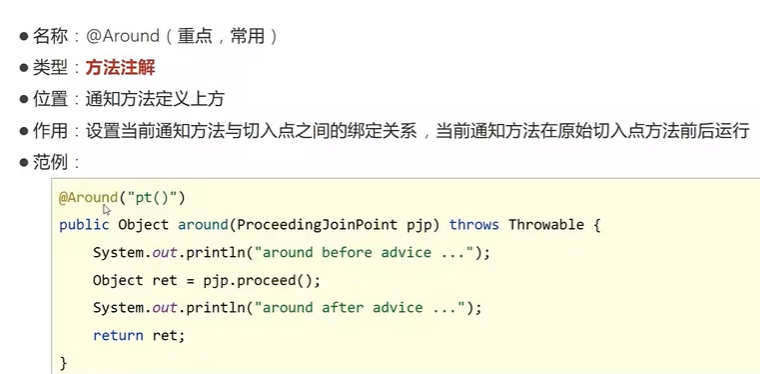 ● 名称：@Around（重点，常用）
● 类型：方法注解
● 位置：通知方法定义上方
● 作用：设置当前通知方法与切入点之间的绑定关系，当前通知方法在原始切入点方法前后运行
● 范例：
@Around("pt()")
public Object around(ProceedingJoinPoint pjp) throws Throwable {
    System.out.println("around before advice ...");
    Object ret = pjp.proceed();
    System.out.println("around after advice ...");
    return ret;
}